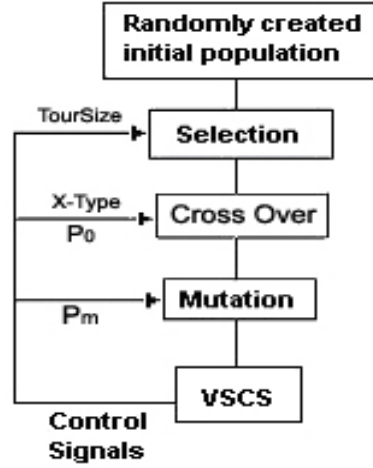 Randomly created
initial population
TourSize
Selection
X-Type
P0
Cross Over
Pm
Mutation
VSCS
Control
Signals